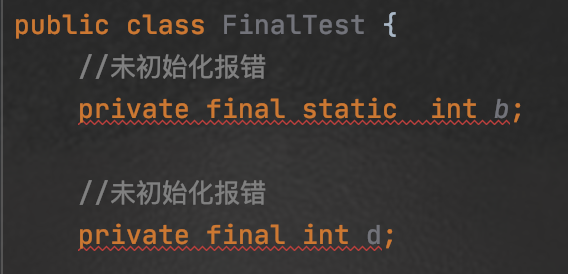 public class FinalTest {
//未初始化报错
private final static  int b;
//未初始化报错
private final int d;